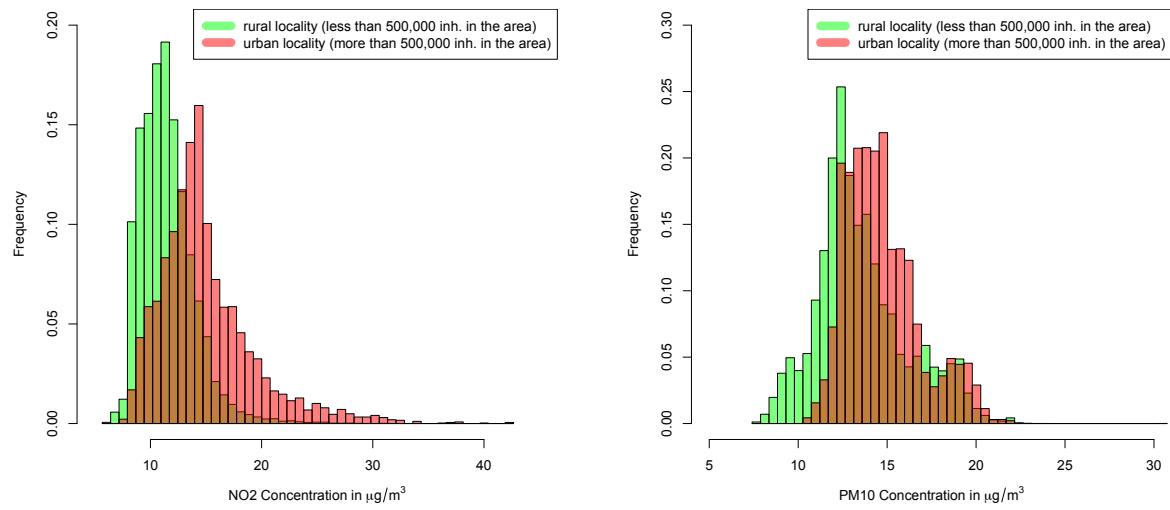 rural locality (less than 500,000 inh. in the area)
urban locality (more than 500,000 inh. in the area)
Frequency
0.20
0.15
0.10
0.05
0.00
10 20 30 40
NO2 Concentration in μg/m³
rural locality (less than 500,000 inh. in the area)
urban locality (more than 500,000 inh. in the area)
Frequency
0.30
0.25
0.20
0.15
0.10
0.05
0.00
5 10 15 20 25 30
PM10 Concentration in μg/m³